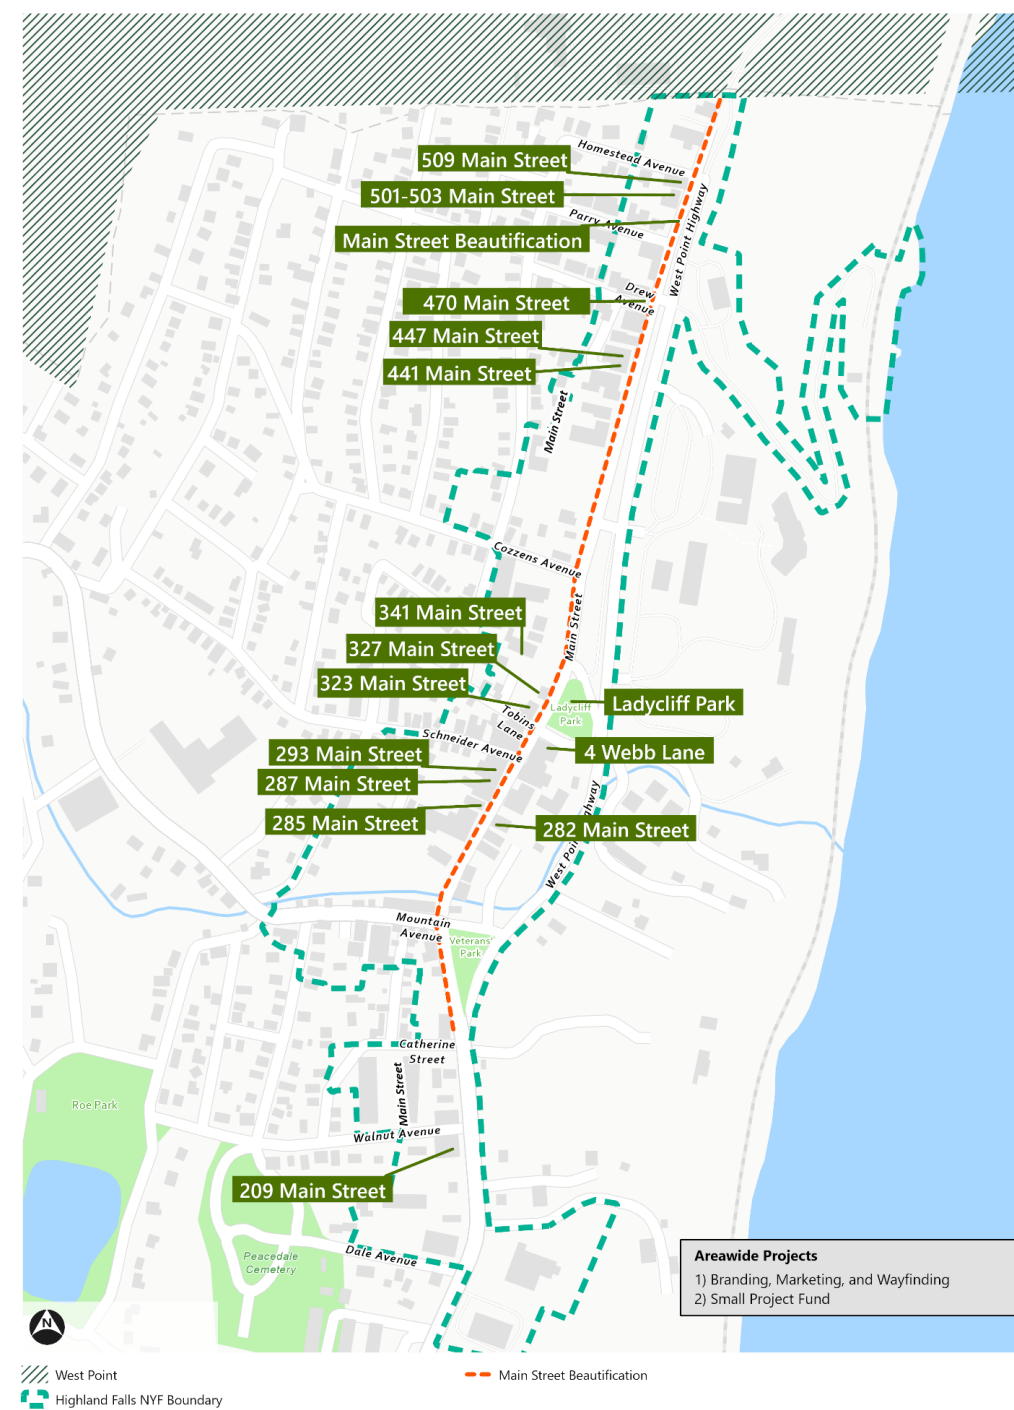 Homestead Avenue
509 Main Street
501-503 Main Street
Parry Avenue
Main Street Beautification
West Point Highway
Drew
Avenue
470 Main Street
447 Main Street
441 Main Street
Main Street
Cozzens Avenue
341 Main Street
Main Street
327 Main Street
323 Main Street
Ladycliff Park
Ladycliff
Park
Tobins
Lane
Schneider Avenue
293 Main Street
4 Webb Lane
287 Main Street
285 Main Street
282 Main Street
West Point Highway
Mountain
Avenue
Veterans'
Park
Catherine
Street
Main Street
Roe Park
Walnut Avenue
209 Main Street
Peacedale
Cemetery
Dale Avenue
Areawide Projects
1) Branding, Marketing, and Wayfinding
2) Small Project Fund
N
West Point
Main Street Beautification
Highland Falls NYF Boundary